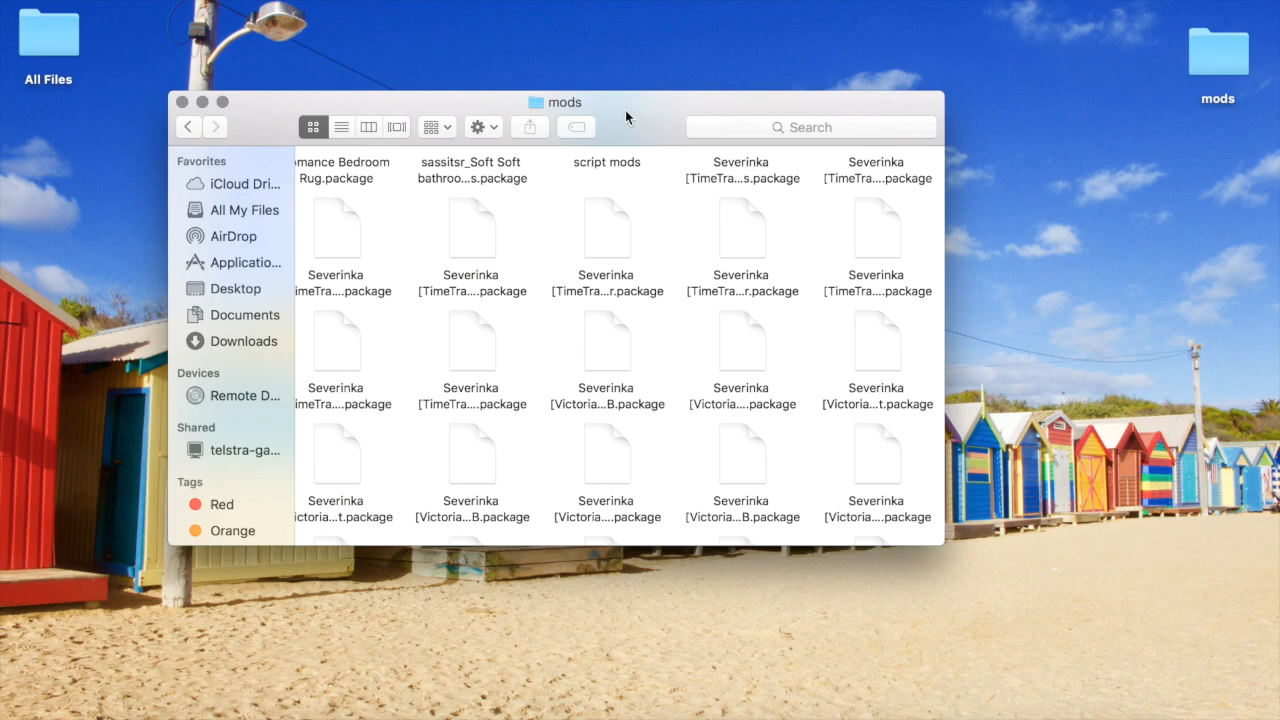 All Files
mods
mods
Search
Favorites
iCloud Dri...
All My Files
AirDrop
Applicatio...
Desktop
Documents
Downloads
Devices
Remote D...
Shared
telstra-ga...
Tags
Red
Orange
omance Bedroom
Rug.package
sassitsr_Soft Soft
bathroo...s.package
script mods
Severinka
[TimeTra...s.package
Severinka
[TimeTra....package
Severinka
imeTra....package
Severinka
[TimeTra....package
Severinka
[TimeTra...r.package
Severinka
[TimeTra...r.package
Severinka
[TimeTra....package
Severinka
imeTra....package
Severinka
[TimeTra....package
Severinka
[Victoria...B.package
Severinka
[Victoria....package
Severinka
[Victoria...t.package
Severinka
ictoria...t.package
Severinka
[Victoria...B.package
Severinka
[Victoria....package
Severinka
[Victoria...B.package
Severinka
[Victoria....package